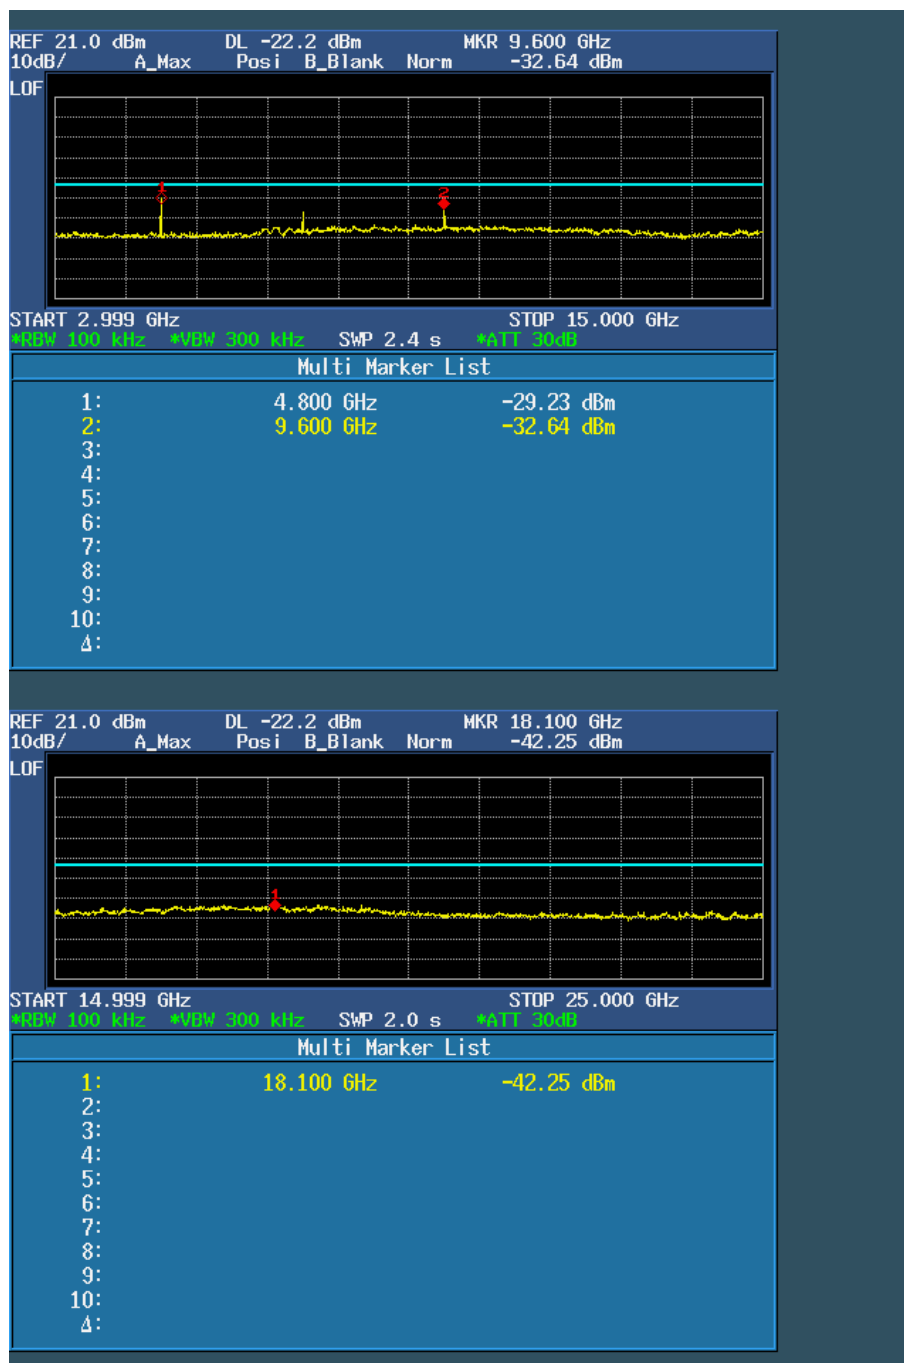 REF 21.0 dBm DL -22.2 dBm MKR 9.600 GHz
10dB/ A_Max Posi B_Blank Norm -32.64 dBm
LOF
1
2
START 2.999 GHz STOP 15.000 GHz
*RBW 100 kHz *VBW 300 kHz SWP 2.4 s *ATT 30dB
Multi Marker List
1: 4.800 GHz -29.23 dBm
2: 9.600 GHz -32.64 dBm
3:
4:
5:
6:
7:
8:
9:
10:
Δ:
REF 21.0 dBm DL -22.2 dBm MKR 18.100 GHz
10dB/ A_Max Posi B_Blank Norm -42.25 dBm
LOF
1
START 14.999 GHz STOP 25.000 GHz
*RBW 100 kHz *VBW 300 kHz SWP 2.0 s *ATT 30dB
Multi Marker List
1: 18.100 GHz -42.25 dBm
2:
3:
4:
5:
6:
7:
8:
9:
10:
Δ: